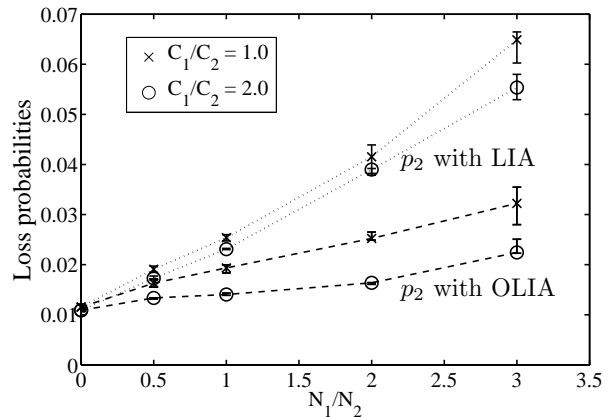 0.07
0.06
0.05
0.04
0.03
0.02
0.01
0
Loss probabilities
C1/C2 = 1.0
C1/C2 = 2.0
p2 with LIA
p2 with OLIA
0 0.5 1 1.5 2 2.5 3 3.5
N1/N2